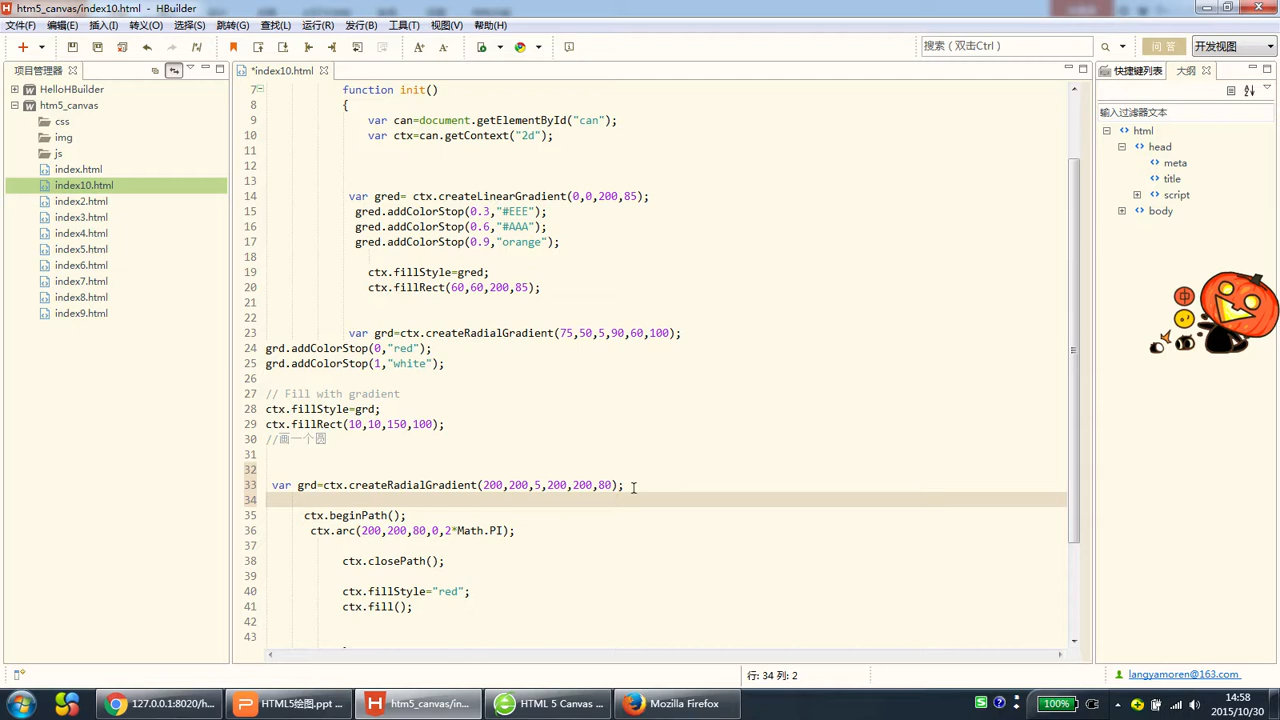 htm5_canvas/index10.html - HBuilder
文件(F) 编辑(E) 插入(I) 转义(O) 选择(S) 跳转(G) 查找(L) 运行(R) 发行(B) 工具(T) 视图(V) 帮助(H)
搜索（双击Ctrl）
问答
开发视图
项目管理器
*index10.html
快捷键列表
大纲
HelloHBuilder
htm5_canvas
css
img
js
index.html
index10.html
index2.html
index3.html
index4.html
index5.html
index6.html
index7.html
index8.html
index9.html
7 function init()
8 {
9 var can=document.getElementById("can");
10 var ctx=can.getContext("2d");
11
12
13
14 var gred= ctx.createLinearGradient(0,0,200,85);
15 gred.addColorStop(0.3,"#EEE");
16 gred.addColorStop(0.6,"#AAA");
17 gred.addColorStop(0.9,"orange");
18
19 ctx.fillStyle=gred;
20 ctx.fillRect(60,60,200,85);
21
22
23 var grd=ctx.createRadialGradient(75,50,5,90,60,100);
24 grd.addColorStop(0,"red");
25 grd.addColorStop(1,"white");
26
27 // Fill with gradient
28 ctx.fillStyle=grd;
29 ctx.fillRect(10,10,150,100);
30 //画一个圆
31
32
33 var grd=ctx.createRadialGradient(200,200,5,200,200,80);
34
35 ctx.beginPath();
36 ctx.arc(200,200,80,0,2*Math.PI);
37
38 ctx.closePath();
39
40 ctx.fillStyle="red";
41 ctx.fill();
42
43
输入过滤器文本
html
head
meta
title
script
body
中
行: 34 列: 2
langyamoren@163.com
127.0.0.1:8020/h...
HTML5绘图.ppt ...
htm5_canvas/in...
HTML 5 Canvas ...
Mozilla Firefox
100%
14:58
2015/10/30